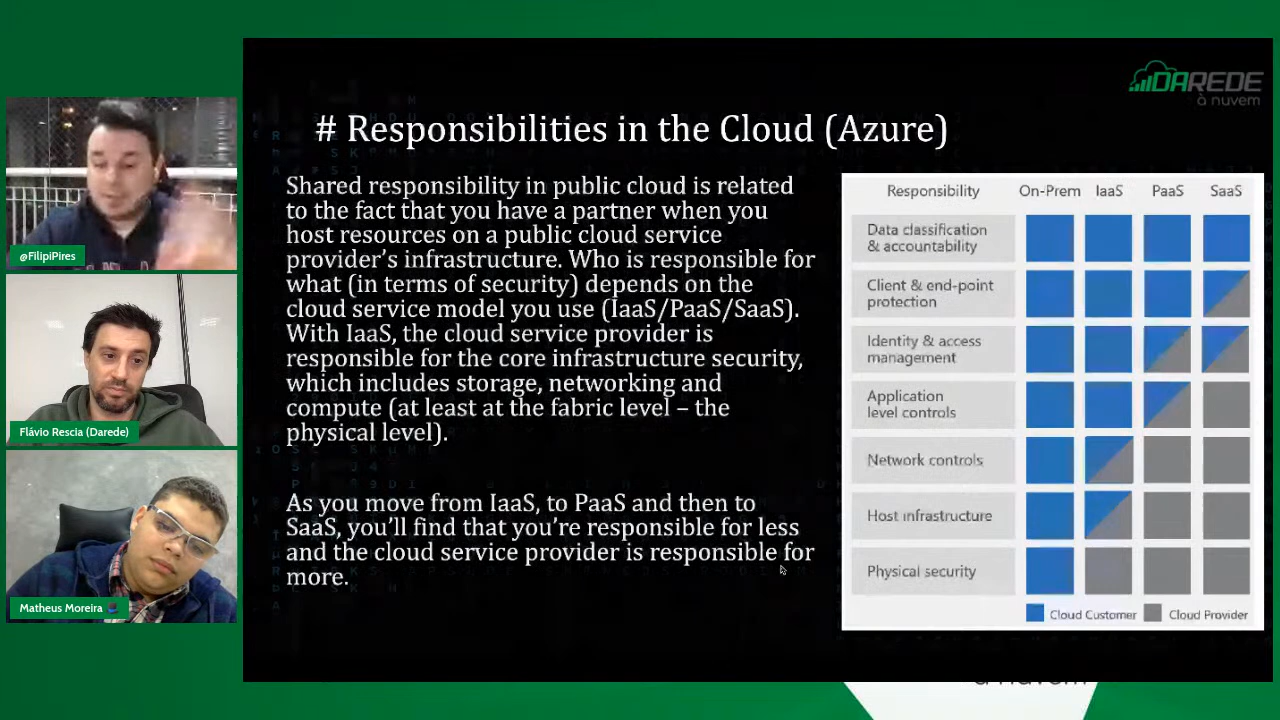 DAREDE
à nuvem
# Responsibilities in the Cloud (Azure)
Shared responsibility in public cloud is related
to the fact that you have a partner when you
host resources on a public cloud service
provider's infrastructure. Who is responsible for
what (in terms of security) depends on the
cloud service model you use (IaaS/PaaS/SaaS).
With IaaS, the cloud service provider is
responsible for the core infrastructure security,
which includes storage, networking and
compute (at least at the fabric level – the
physical level).
As you move from IaaS, to PaaS and then to
SaaS, you'll find that you're responsible for less
and the cloud service provider is responsible for
more.
Responsibility On-Prem IaaS PaaS SaaS
Data classification
& accountability
Client & end-point
protection
Identity & access
management
Application
level controls
Network controls
Host infrastructure
Physical security
Cloud Customer Cloud Provider
@FilipiPires
Flávio Rescia (Darede)
Matheus Moreira
à nuvem